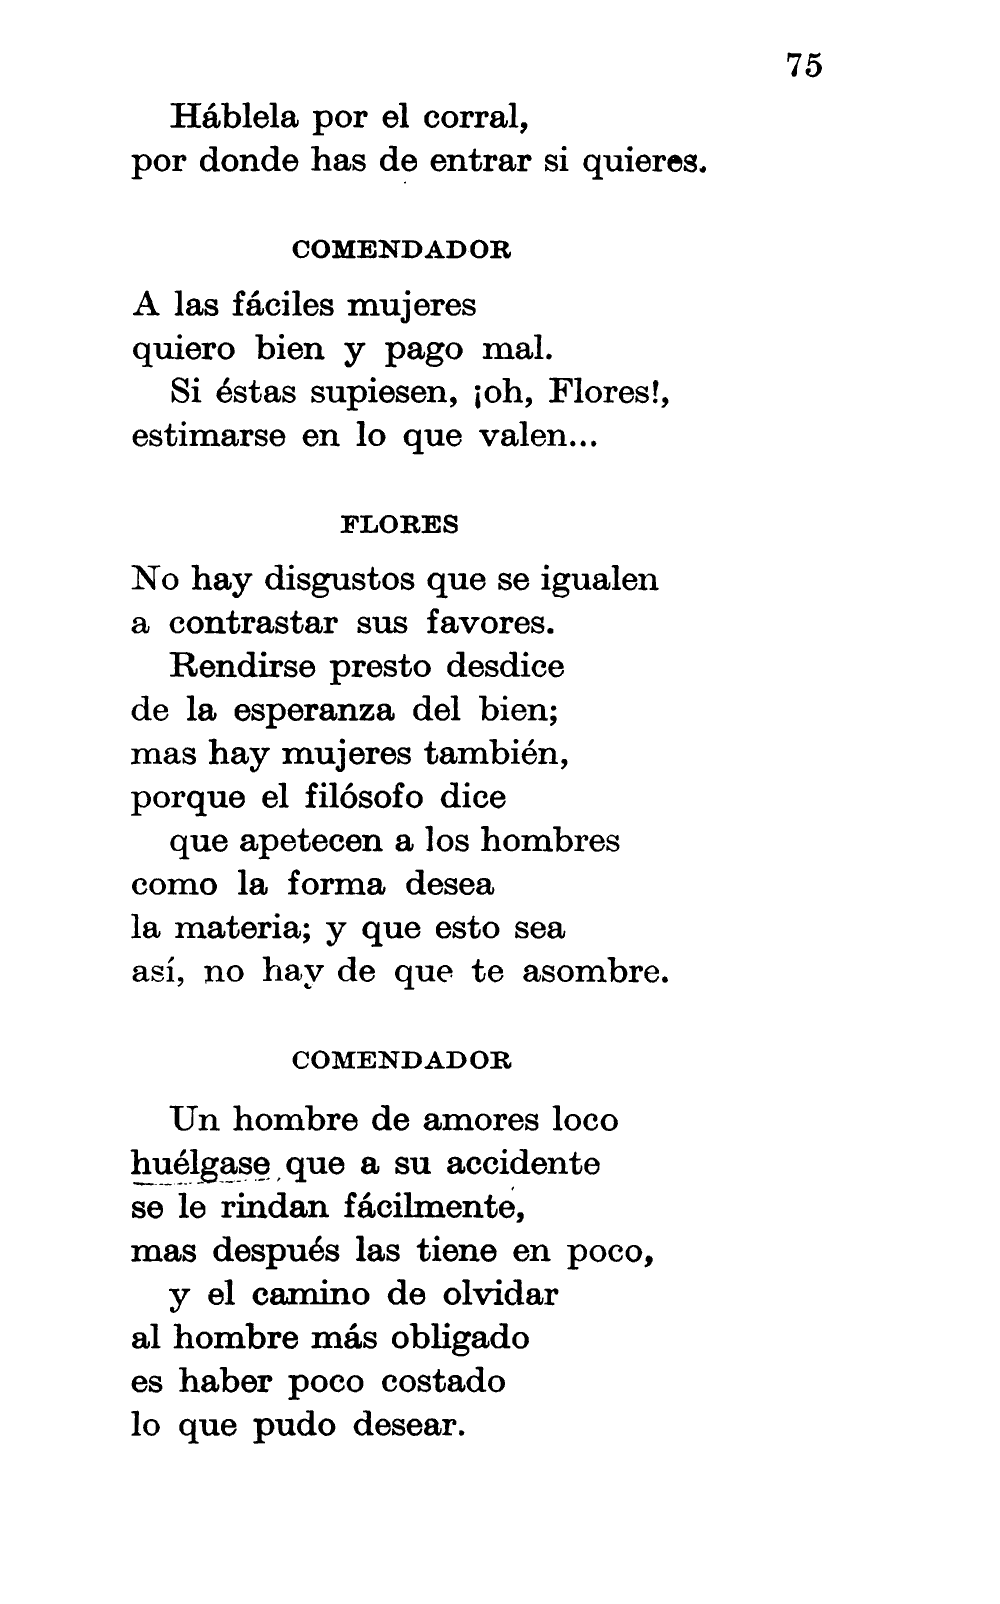 75
Háblela por el corral,
por donde has de entrar si quieres.
COMENDADOR
A las fáciles mujeres
quiero bien y pago mal.
Si éstas supiesen, ¡oh, Flores!,
estimarse en lo que valen...
FLORES
No hay disgustos que se igualen
a contrastar sus favores.
Rendirse presto desdice
de la esperanza del bien;
mas hay mujeres también,
porque el filósofo dice
que apetecen a los hombres
como la forma desea
la materia; y que esto sea
así, no hay de que te asombre.
COMENDADOR
Un hombre de amores loco
huélgase que a su accidente
se le rindan fácilmente,
mas después las tiene en poco,
y el camino de olvidar
al hombre más obligado
es haber poco costado
lo que pudo desear.